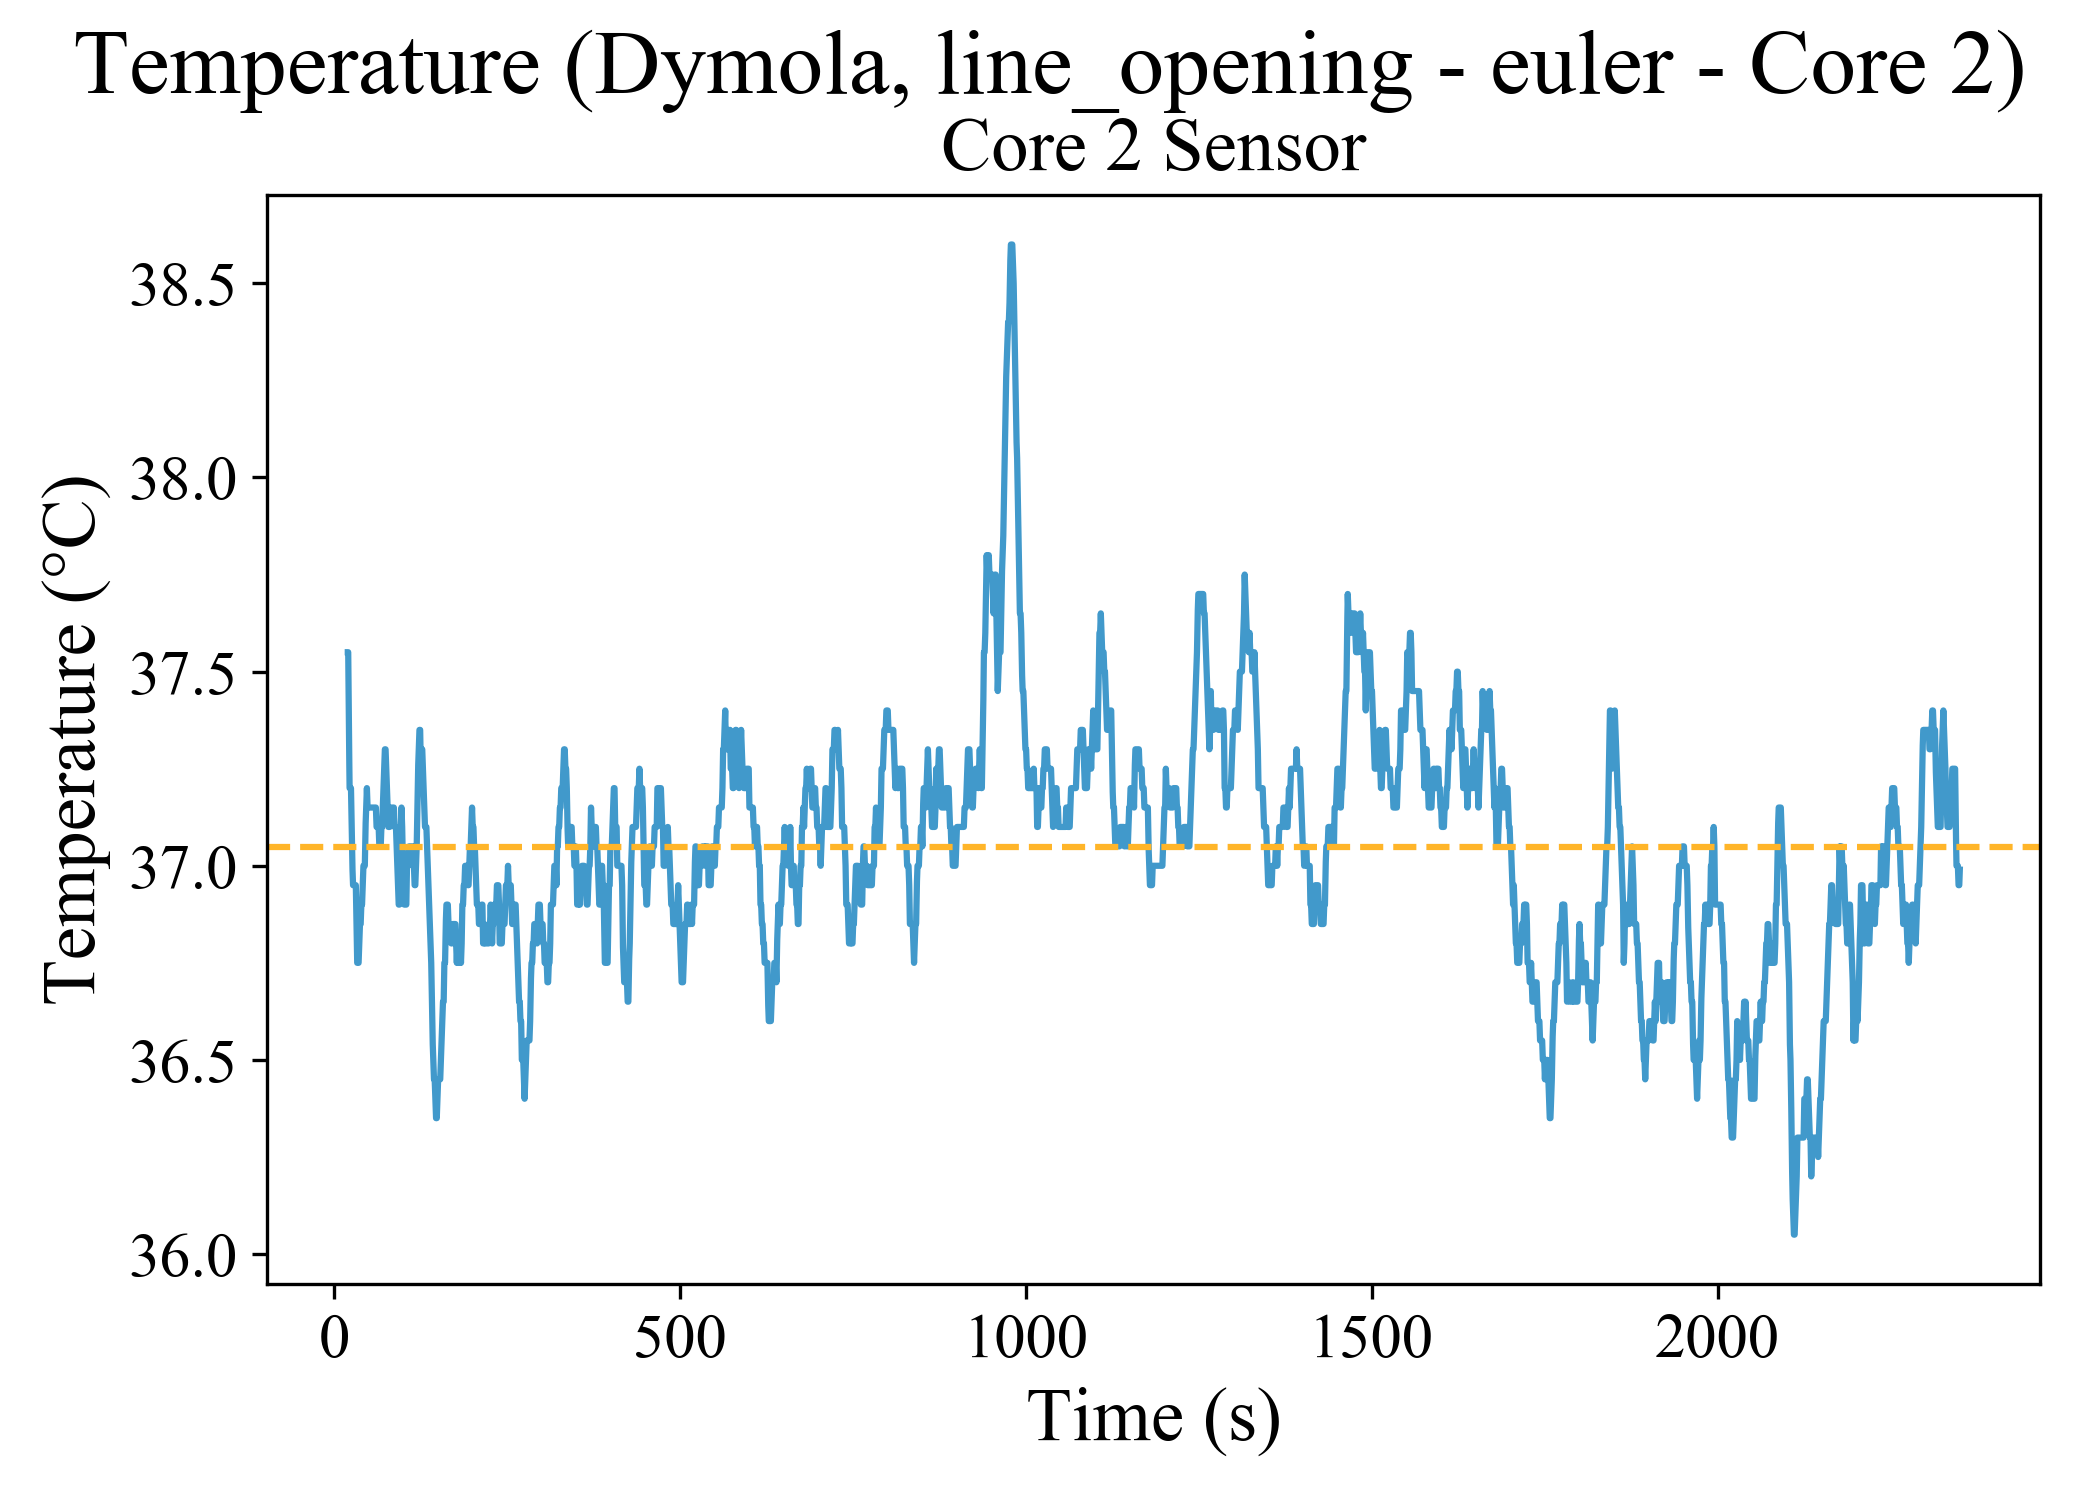 Temperature (Dymola, line_opening - euler - Core 2)
Core 2 Sensor
38.5
38.0
37.5
37.0
36.5
36.0
Temperature (°C)
0 500 1000 1500 2000
Time (s)